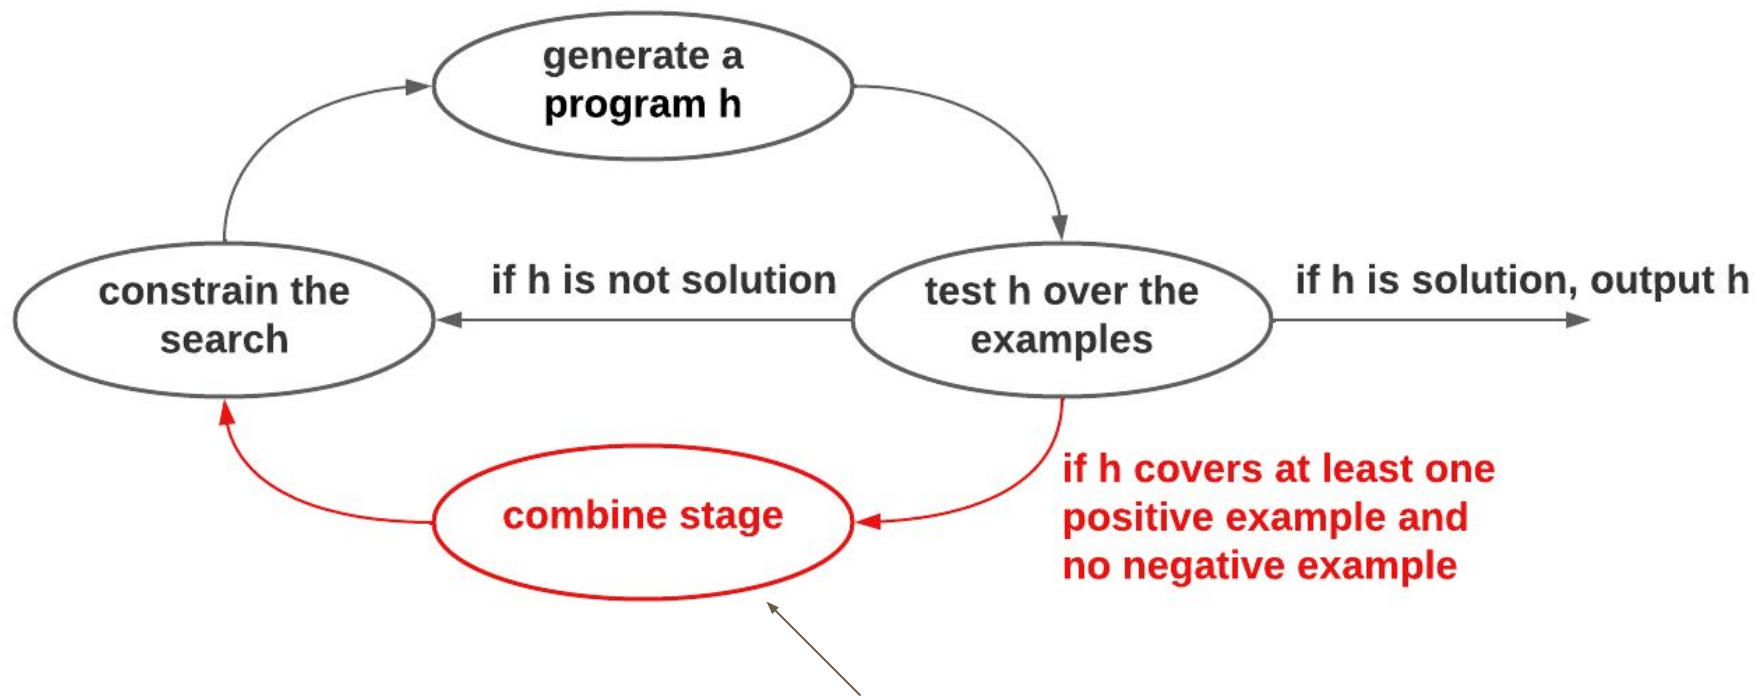 generate a
program h
if h is not solution
if h is solution, output h
constrain the
search
test h over the
examples
combine stage
if h covers at least one
positive example and
no negative example